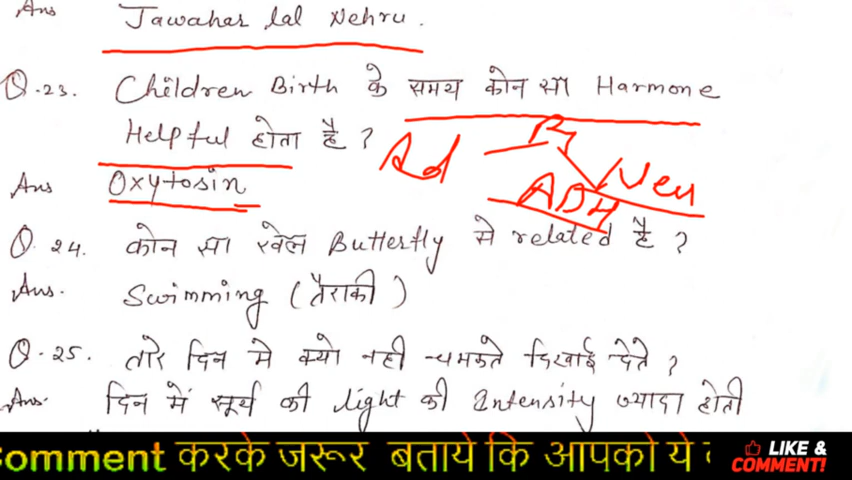 Ans Jawahar lal Nehru.
Q.23. Children Birth के समय कोन सा Harmone
Helpful होता है ?
Ad
ADH
Ans Oxytosin
Q. 24. कोन सा खेल Butterfly से related है ?
Ans. Swimming (तैराकी)
Q.25. तारे दिन मे क्यो नही चमकते दिखाई देते ?
Ans. दिन में सूर्य की light की Intensity ज्यादा होती
Comment करके जरूर बताये कि आपको ये
LIKE &
COMMENT!